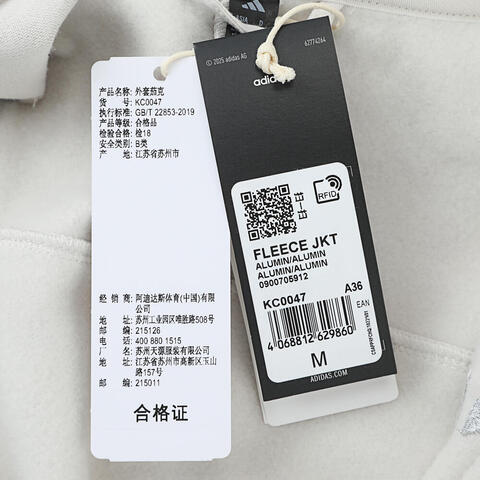 ASIA D
© 2025 adidas AG
62774264
adidas
产品名称: 外套茄克
货 号: KC0047
执行标准: GB/T 22853-2019
产品等级: 合格品
检验合格: 检18
安全类别: B类
产 地: 江苏省苏州市
经 销 商: 阿迪达斯体育(中国)有限
公司
地 址: 苏州工业园区唯胜路508号
邮 编: 215126
电 话: 400 880 1515
厂 名: 苏州天源服装有限公司
地 址: 江苏省苏州市高新区玉山
路157号
邮 编: 215011
合格证
RFID
FLEECE JKT
ALUMIN/ALUMIN
ALUMIN/ALUMIN
0900705912
KC0047 A36
EAN
4 068812 629860
M
ADIDAS.COM